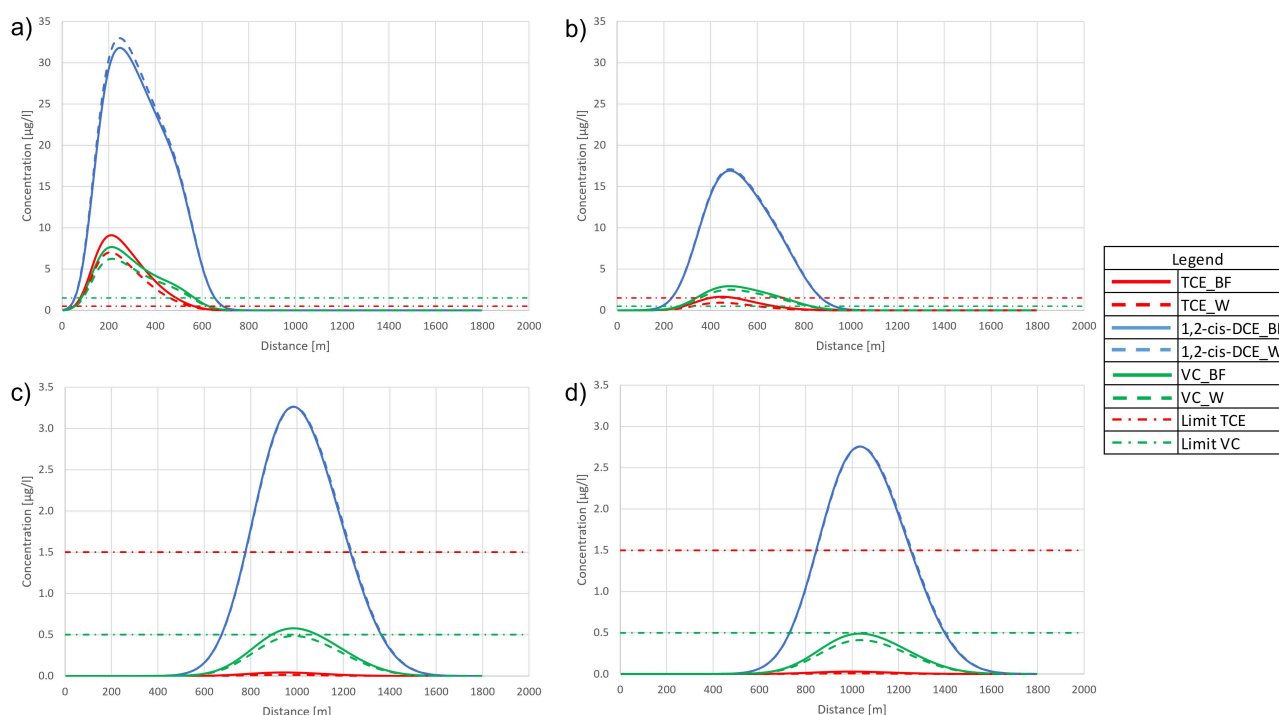 a)
35
30
25
20
15
10
5
0
Concentration [µg/l]
0 200 400 600 800 1000 1200 1400 1600 1800 2000
Distance [m]
b)
35
30
25
20
15
10
5
0
Concentration [µg/l]
0 200 400 600 800 1000 1200 1400 1600 1800 2000
Distance [m]
Legend
TCE_BF
TCE_W
1,2-cis-DCE_BF
1,2-cis-DCE_W
VC_BF
VC_W
Limit TCE
Limit VC
c)
3.5
3.0
2.5
2.0
1.5
1.0
0.5
0.0
Concentration [µg/l]
0 200 400 600 800 1000 1200 1400 1600 1800 2000
Distance [m]
d)
3.5
3.0
2.5
2.0
1.5
1.0
0.5
0.0
Concentration [µg/l]
0 200 400 600 800 1000 1200 1400 1600 1800 2000
Distance [m]